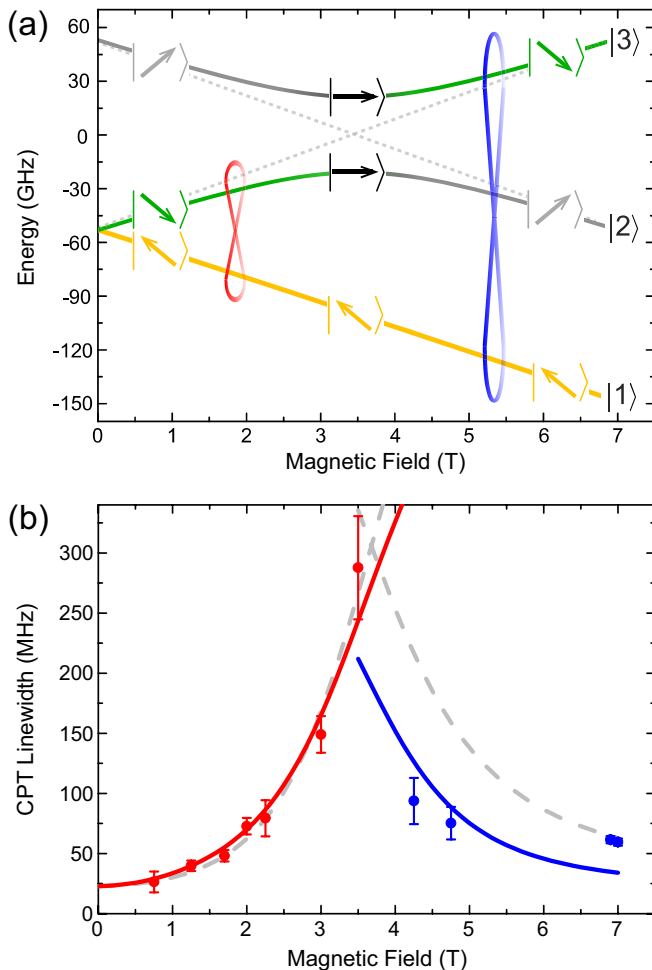 (a)
60
30
0
-30
-60
-90
-120
-150
Energy (GHz)
|3⟩
|2⟩
|1⟩
0 1 2 3 4 5 6 7
Magnetic Field (T)
(b)
300
250
200
150
100
50
0
CPT Linewidth (MHz)
0 1 2 3 4 5 6 7
Magnetic Field (T)